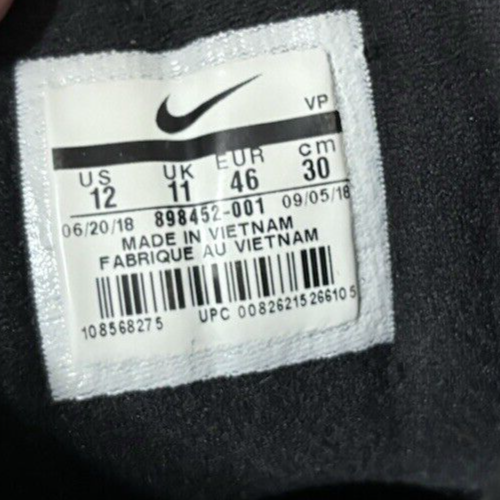 VP
US UK EUR cm
12 11 46 30
06/20/18 898452-001 09/05/18
MADE IN VIETNAM
FABRIQUE AU VIETNAM
108568275 UPC 00826215266105